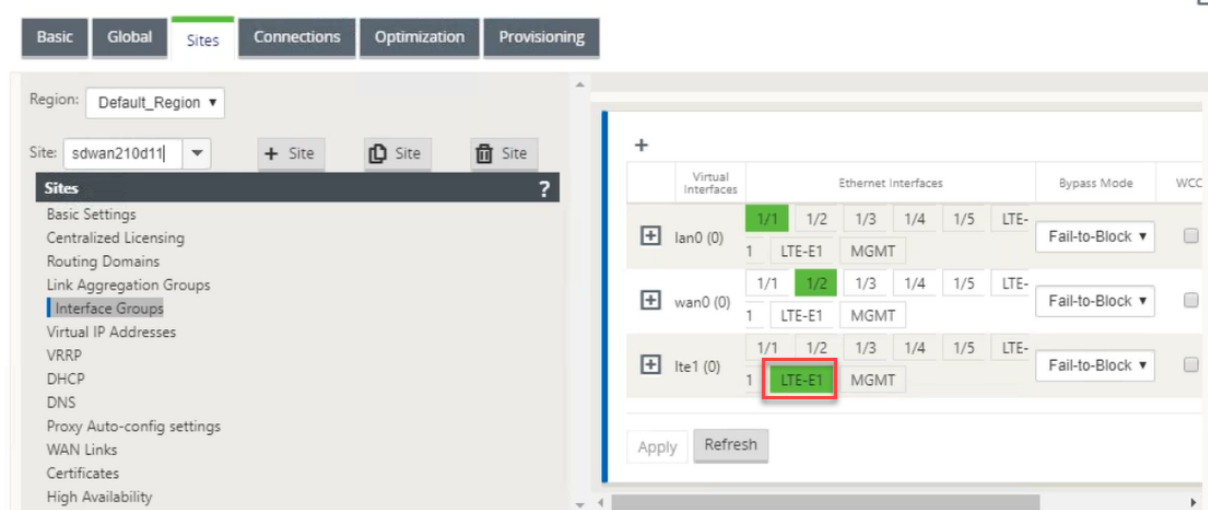 Basic Global Sites Connections Optimization Provisioning
Region: Default_Region ▼
Site: sdwan210d11 + Site Site Site
Sites ?
Basic Settings
Centralized Licensing
Routing Domains
Link Aggregation Groups
Interface Groups
Virtual IP Addresses
VRRP
DHCP
DNS
Proxy Auto-config settings
WAN Links
Certificates
High Availability
+
Virtual Interfaces Ethernet Interfaces Bypass Mode WCC
+ lan0 (0) 1/1 1/2 1/3 1/4 1/5 LTE- Fail-to-Block ▼
1 LTE-E1 MGMT
+ wan0 (0) 1/1 1/2 1/3 1/4 1/5 LTE- Fail-to-Block ▼
1 LTE-E1 MGMT
+ lte1 (0) 1/1 1/2 1/3 1/4 1/5 LTE- Fail-to-Block ▼
1 LTE-E1 MGMT
Apply Refresh